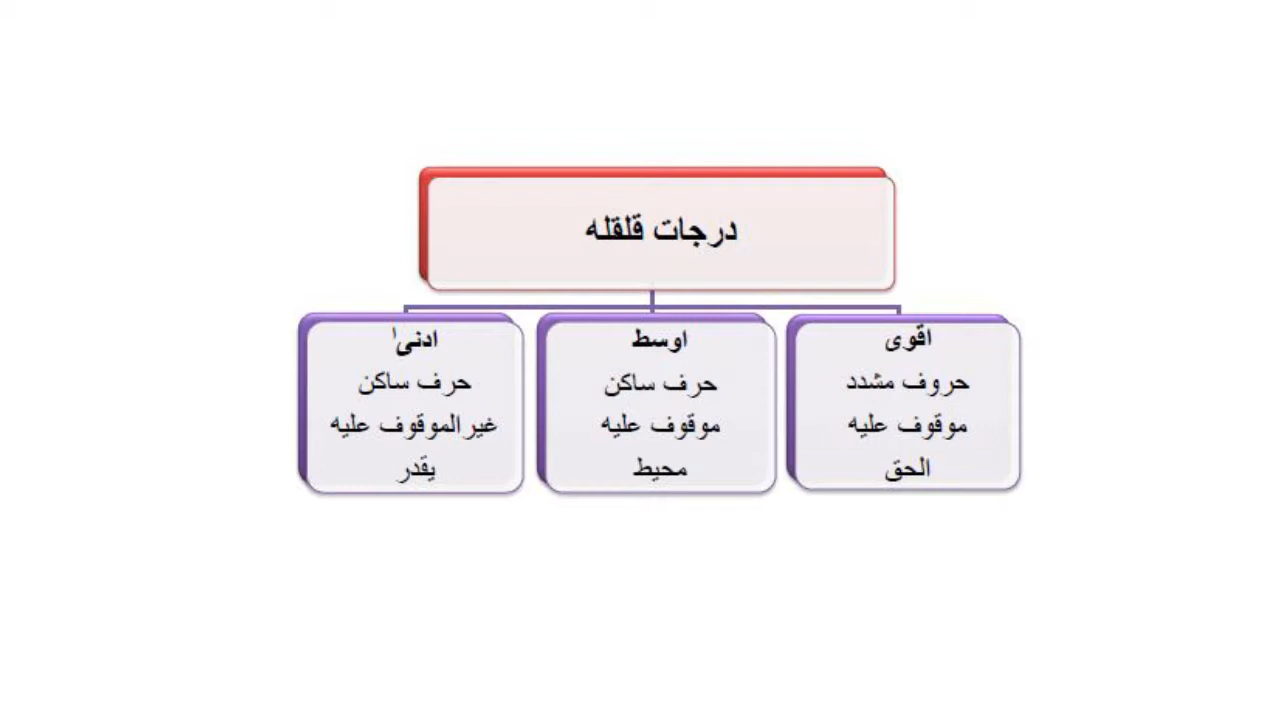 درجات قلقله
اقوی
حروف مشدد
موقوف علیه
الحق
اوسط
حرف ساکن
موقوف علیه
محیط
ادنیٰ
حرف ساکن
غیرالموقوف علیه
یقدر